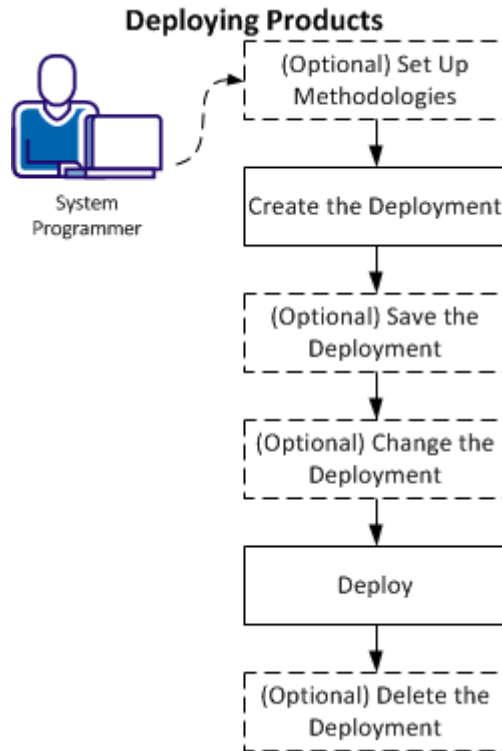 Deploying Products
(Optional) Set Up
Methodologies
System
Programmer
Create the Deployment
(Optional) Save the
Deployment
(Optional) Change the
Deployment
Deploy
(Optional) Delete the
Deployment